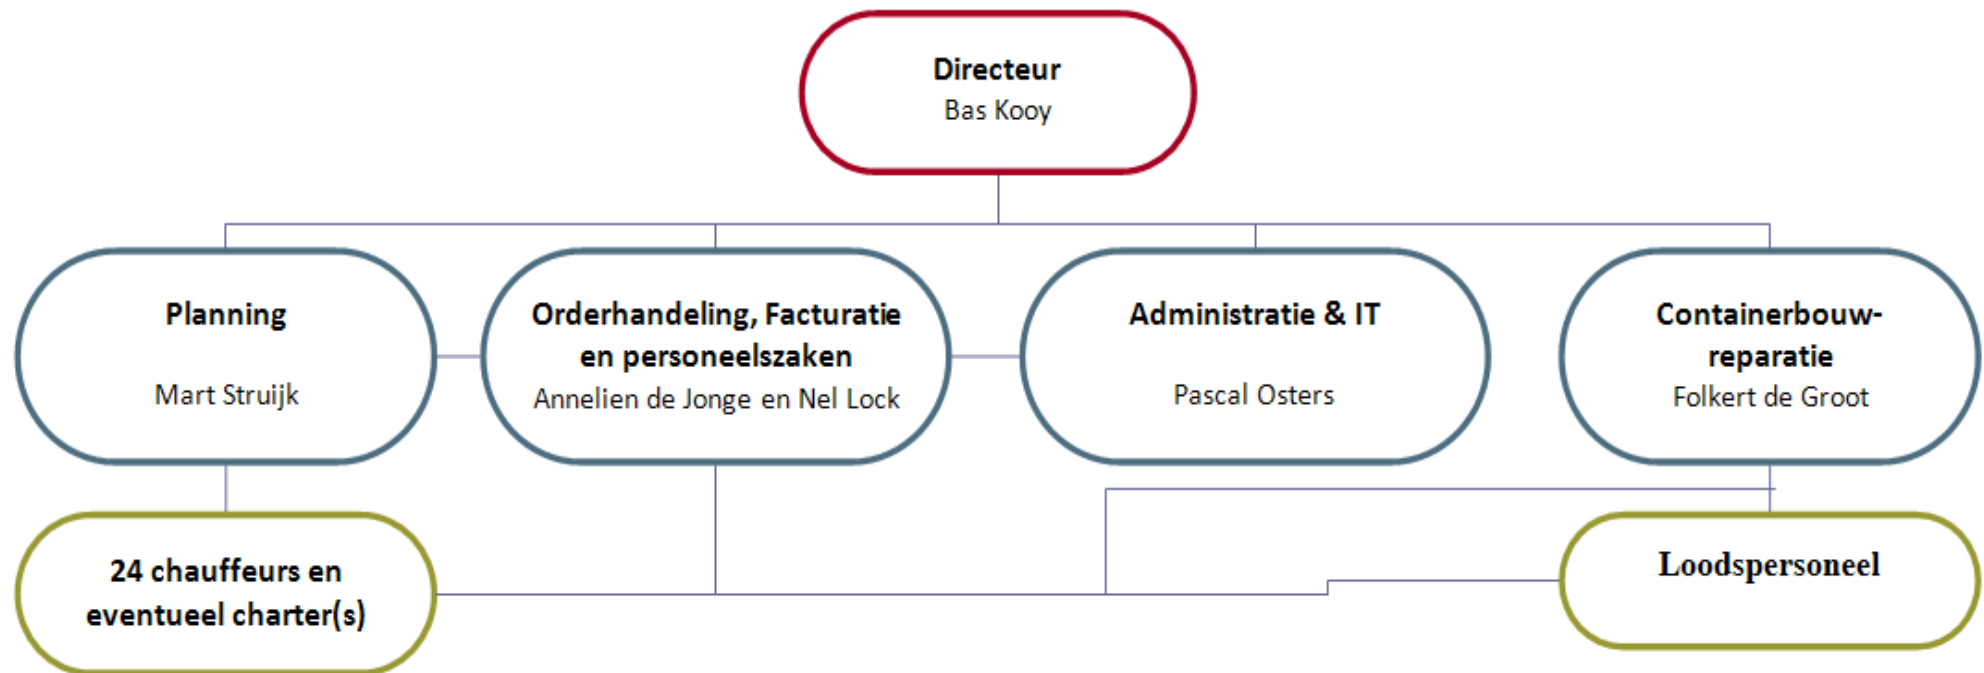 Directeur
Bas Kooy
Planning
Mart Struijk
Orderhandeling, Facturatie
en personeelszaken
Annelien de Jonge en Nel Lock
Administratie & IT
Pascal Osters
Containerbouw-
reparatie
Folkert de Groot
24 chauffeurs en
eventueel charter(s)
Loodspersoneel